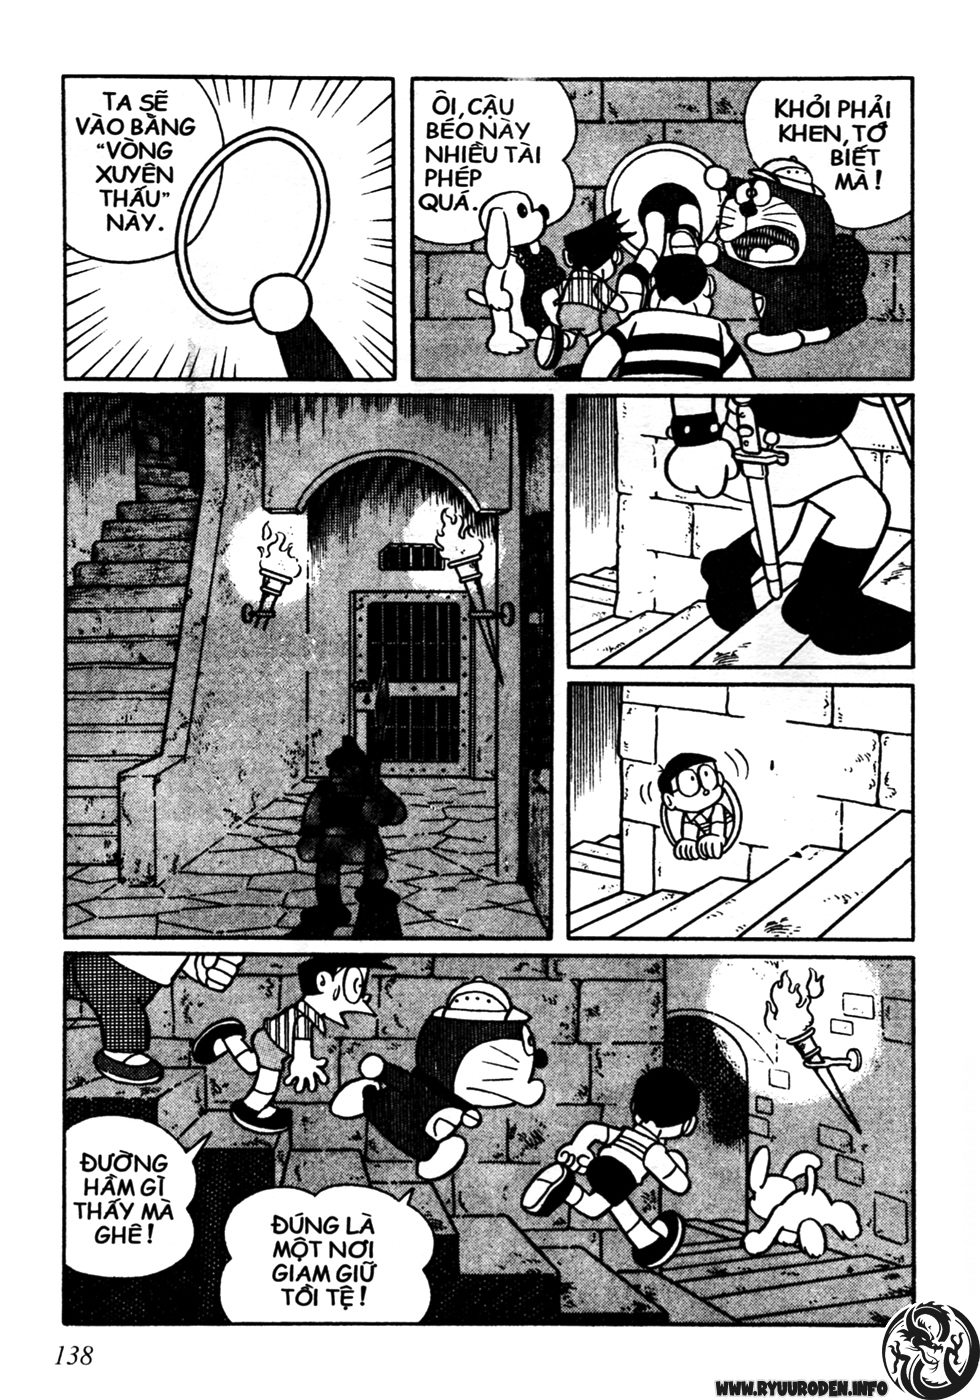 TA SẼ
VÀO BẰNG
“VÒNG
XUYÊN
THẤU”
NÀY.
ÔI, CẬU
BÉO NÀY
NHIỀU TÀI
PHÉP
QUÁ.
KHỎI PHẢI
KHEN, TỚ
BIẾT
MÀ!
ĐƯỜNG
HẦM GÌ
THẤY MÀ
GHÊ!
ĐÚNG LÀ
MỘT NƠI
GIAM GIỮ
TỒI TỆ!
138
WWW.RYUURODEN.INFO